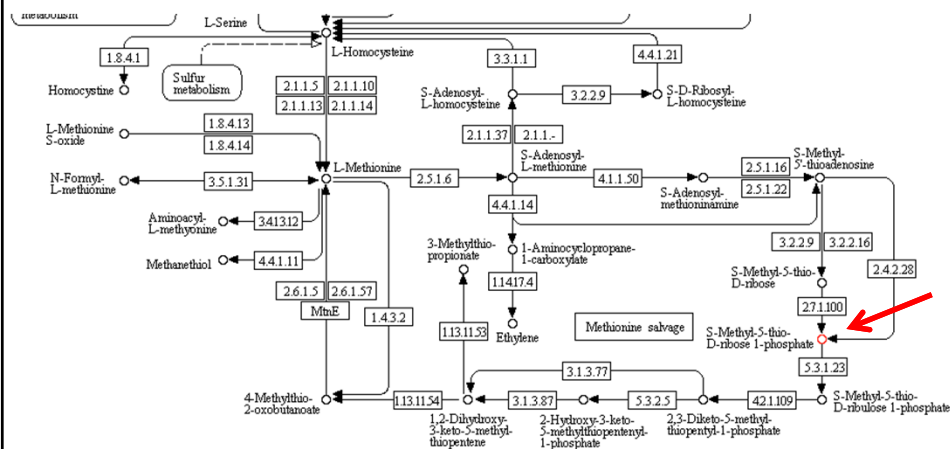 metabolism
L-Serine
L-Homocysteine
1.8.4.1
Homocystine
Sulfur
metabolism
2.1.1.5
2.1.1.10
2.1.1.13
2.1.1.14
3.3.1.1
4.4.1.21
S-Adenosyl-
L-homocysteine
3.2.2.9
S-D-Ribosyl-
L-homocysteine
L-Methionine
S-oxide
1.8.4.13
1.8.4.14
2.1.1.37
2.1.1.-
L-Methionine
S-Adenosyl-
L-methionine
S-Methyl-
5'-thioadenosine
N-Formyl-
L-methionine
3.5.1.31
2.5.1.6
4.1.1.50
S-Adenosyl-
methioninamine
2.5.1.16
2.5.1.22
Aminoacyl-
L-methyonine
3.4.13.12
4.4.1.14
Methanethiol
4.4.1.11
3-Methylthio-
propionate
1-Aminocyclopropane-
1-carboxylate
3.2.2.9
3.2.2.16
2.4.2.28
S-Methyl-5-thio-
D-ribose
2.6.1.5
2.6.1.57
MtnE
1.4.3.2
1.14.17.4
2.7.1.100
1.13.11.53
Ethylene
Methionine salvage
S-Methyl-5-thio-
D-ribose 1-phosphate
5.3.1.23
3.1.3.77
4-Methylthio-
2-oxobutanoate
1.13.11.54
3.1.3.87
5.3.2.5
4.2.1.109
S-Methyl-5-thio-
D-ribulose 1-phosphate
1,2-Dihydroxy-
3-keto-5-methyl-
thiopentene
2-Hydroxy-3-keto-
5-methylthiopentenyl-
1-phosphate
2,3-Diketo-5-methyl-
thiopentyl-1-phosphate